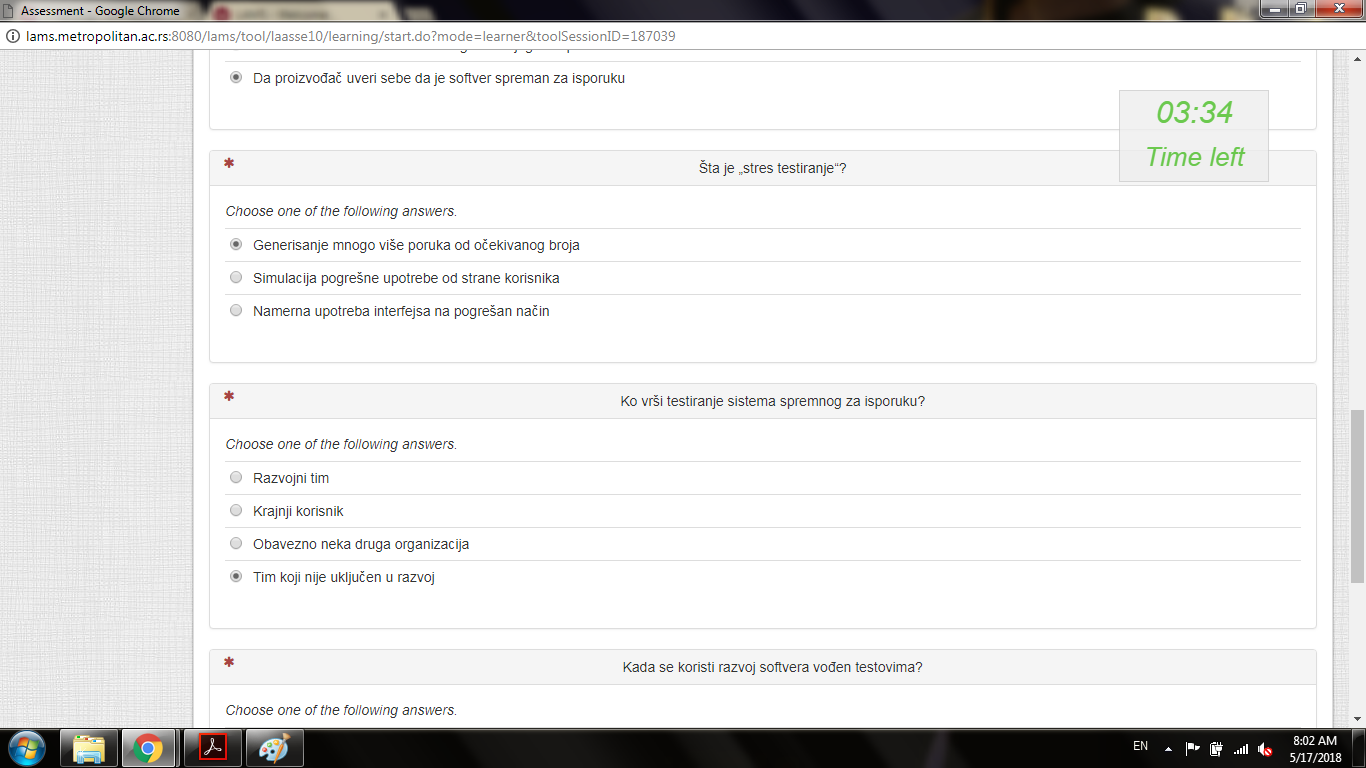 Assessment - Google Chrome
lams.metropolitan.ac.rs:8080/lams/tool/laasse10/learning/start.do?mode=learner&toolSessionID=187039
Da proizvođač uveri sebe da je softver spreman za isporuku
03:34
Time left
* Šta je „stres testiranje“?
Choose one of the following answers.
Generisanje mnogo više poruka od očekivanog broja
Simulacija pogrešne upotrebe od strane korisnika
Namerna upotreba interfejsa na pogrešan način
* Ko vrši testiranje sistema spremnog za isporuku?
Choose one of the following answers.
Razvojni tim
Krajnji korisnik
Obavezno neka druga organizacija
Tim koji nije uključen u razvoj
* Kada se koristi razvoj softvera vođen testovima?
Choose one of the following answers.
EN
8:02 AM
5/17/2018